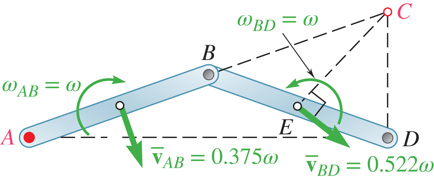 ω_BD = ω
C
B
ω_AB = ω
A
E
D
v̅_AB = 0.375ω
v̅_BD = 0.522ω